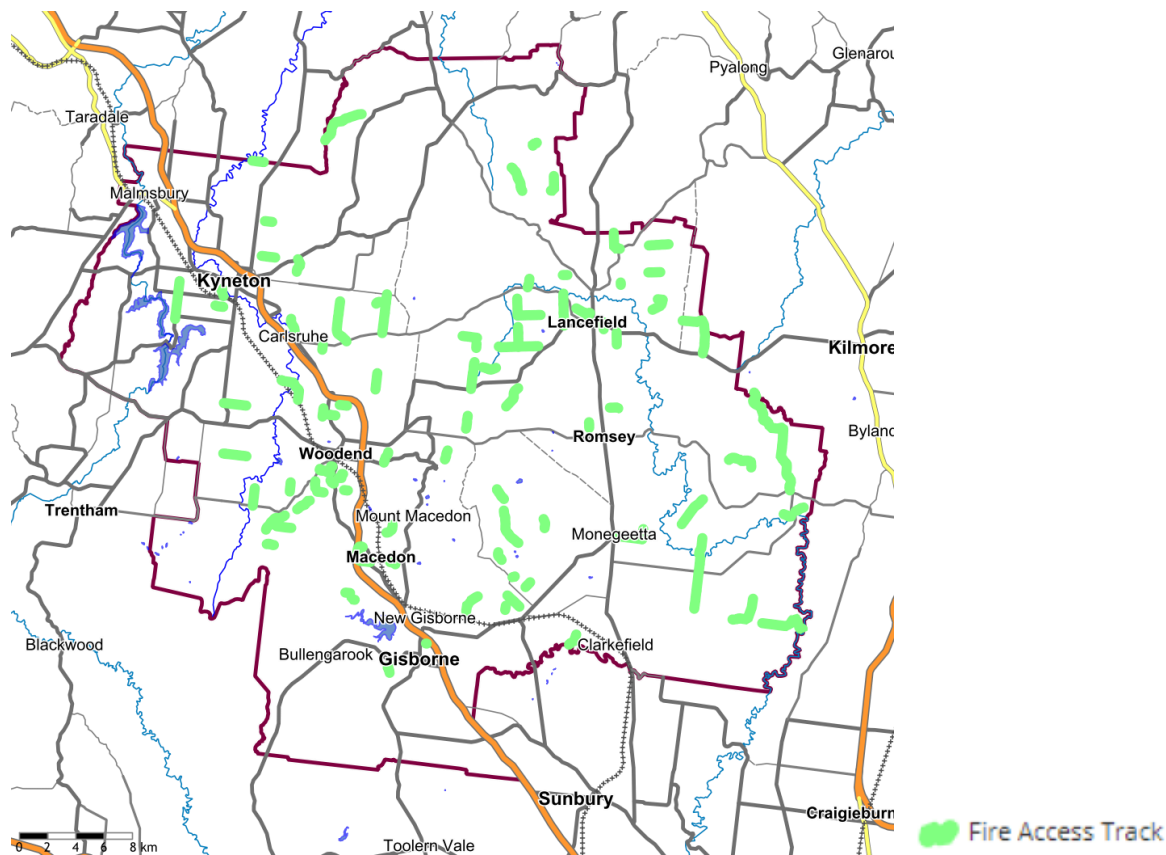 Glenarou
Pyalong
Taradale
Malmsbury
Kyneton
Lancefield
Carlsruhe
Kilmore
Byland
Romsey
Woodend
Trentham
Mount Macedon
Monegeetta
Macedon
New Gisborne
Blackwood
Clarkefield
Bullengarook
Gisborne
Sunbury
Craigieburn
Fire Access Track
0 2 4 6 8 km
Toolern Vale